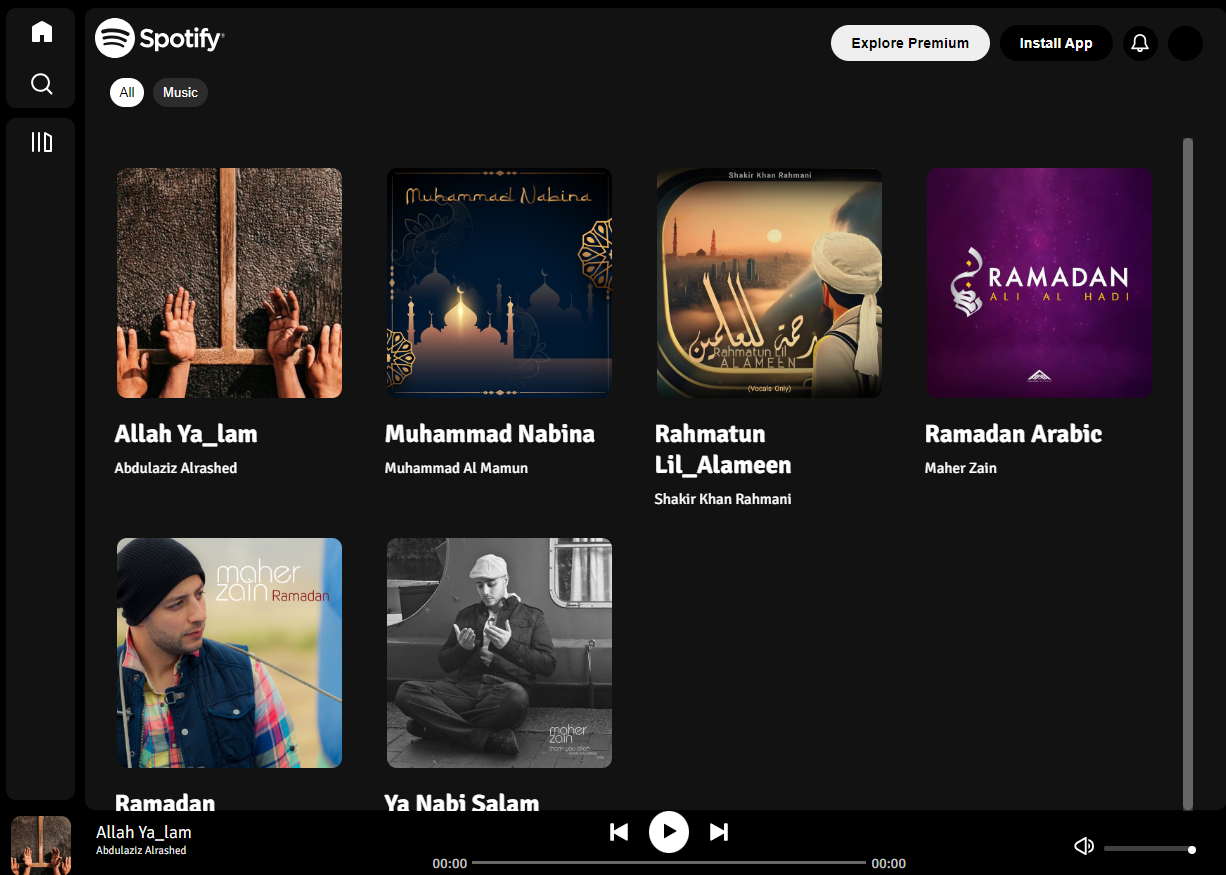 Spotify
Explore Premium
Install App
All
Music
Muhammad Nabina
Shakir Khan Rahmani
رحمة للعالمين
Rahmatun Lil
ALAMEEN
(Vocals Only)
RAMADAN
ALI AL HADI
Allah Ya_lam
Abdulaziz Alrashed
Muhammad Nabina
Muhammad Al Mamun
Rahmatun
Lil_Alameen
Shakir Khan Rahmani
Ramadan Arabic
Maher Zain
maher
zain Ramadan
maher
zain
thank you allah
Ramadan
Ya Nabi Salam
Allah Ya_lam
Abdulaziz Alrashed
00:00
00:00